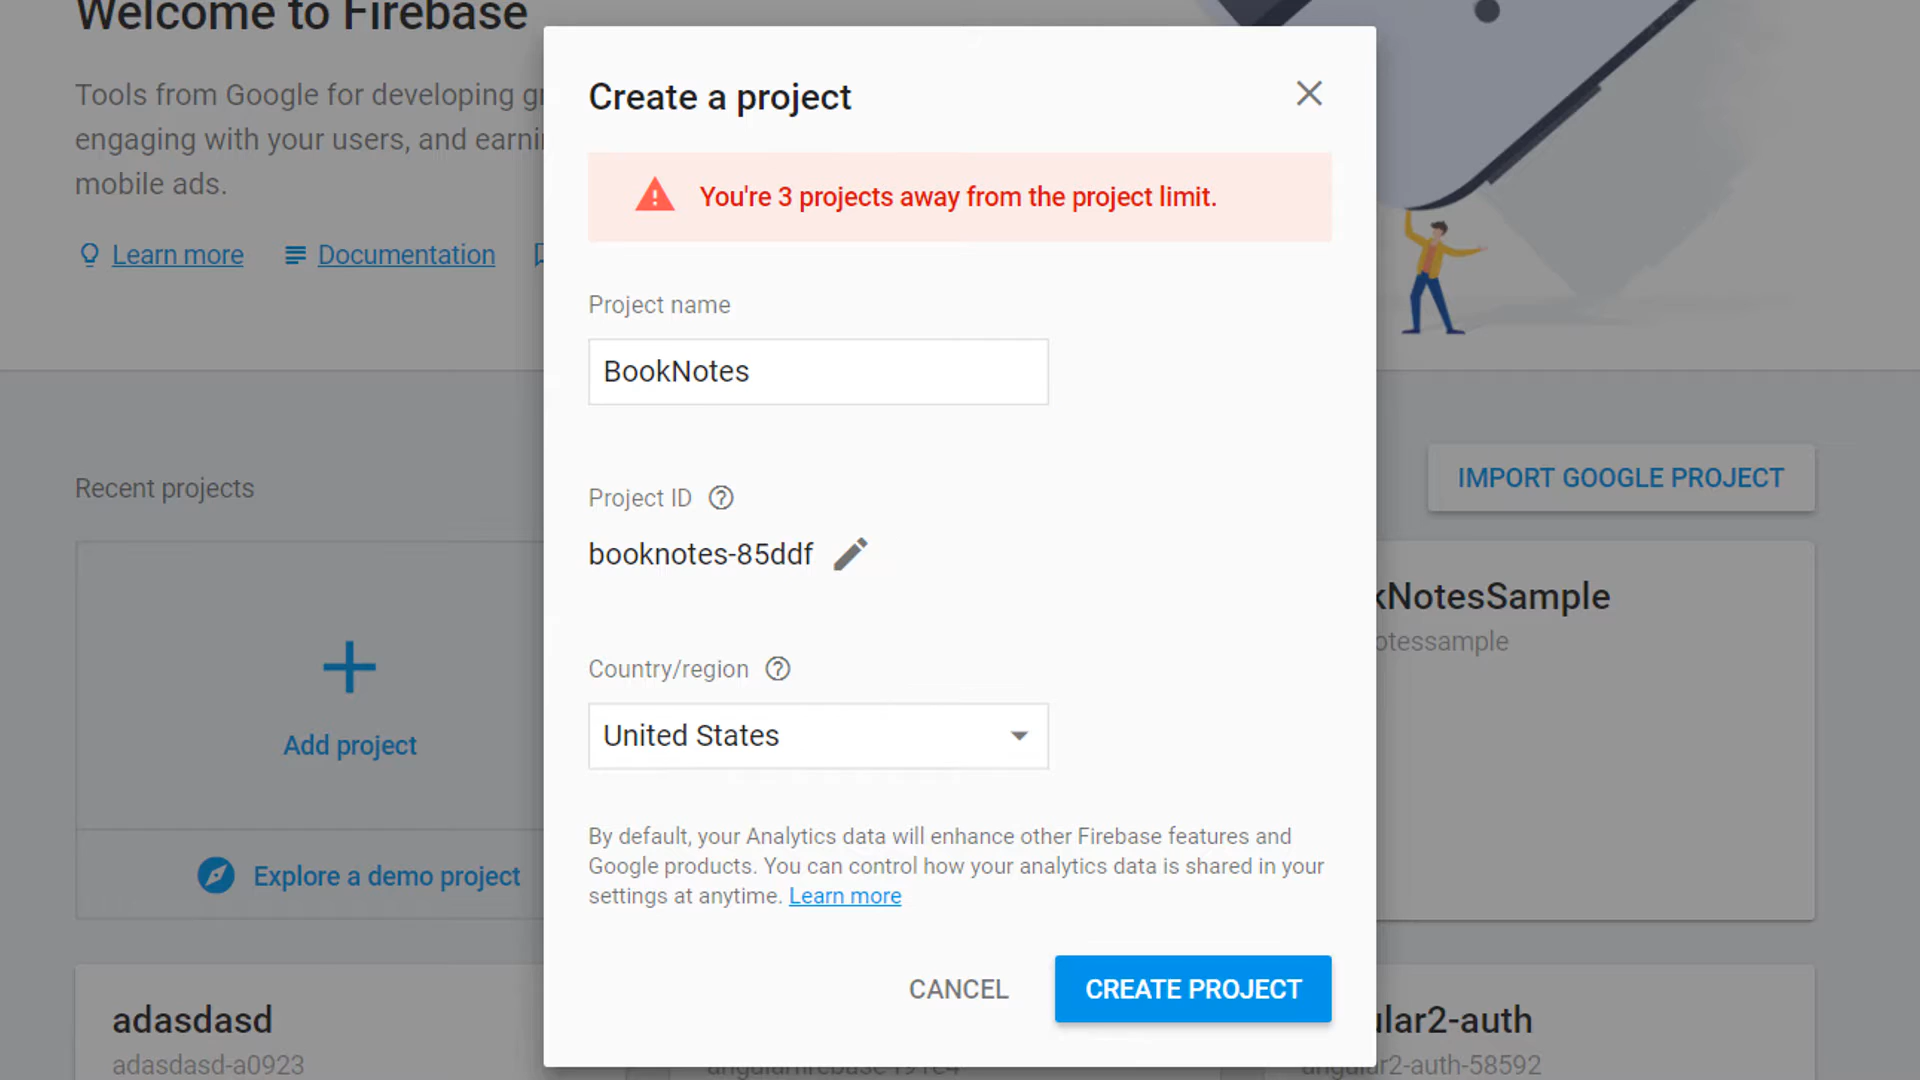 Welcome to Firebase
Tools from Google for developing
engaging with your users, and
mobile ads.
Learn more
Documentation
Create a project
You're 3 projects away from the project limit.
Project name
BookNotes
Project ID
booknotes-85ddf
Country/region
United States
By default, your Analytics data will enhance other Firebase features and
Google products. You can control how your analytics data is shared in your
settings at anytime. Learn more
CANCEL
CREATE PROJECT
Recent projects
IMPORT GOOGLE PROJECT
Add project
Explore a demo project
kNotesSample
otessample
adasdasd
adasdasd-a0923
ular2-auth
angular2-auth-58592